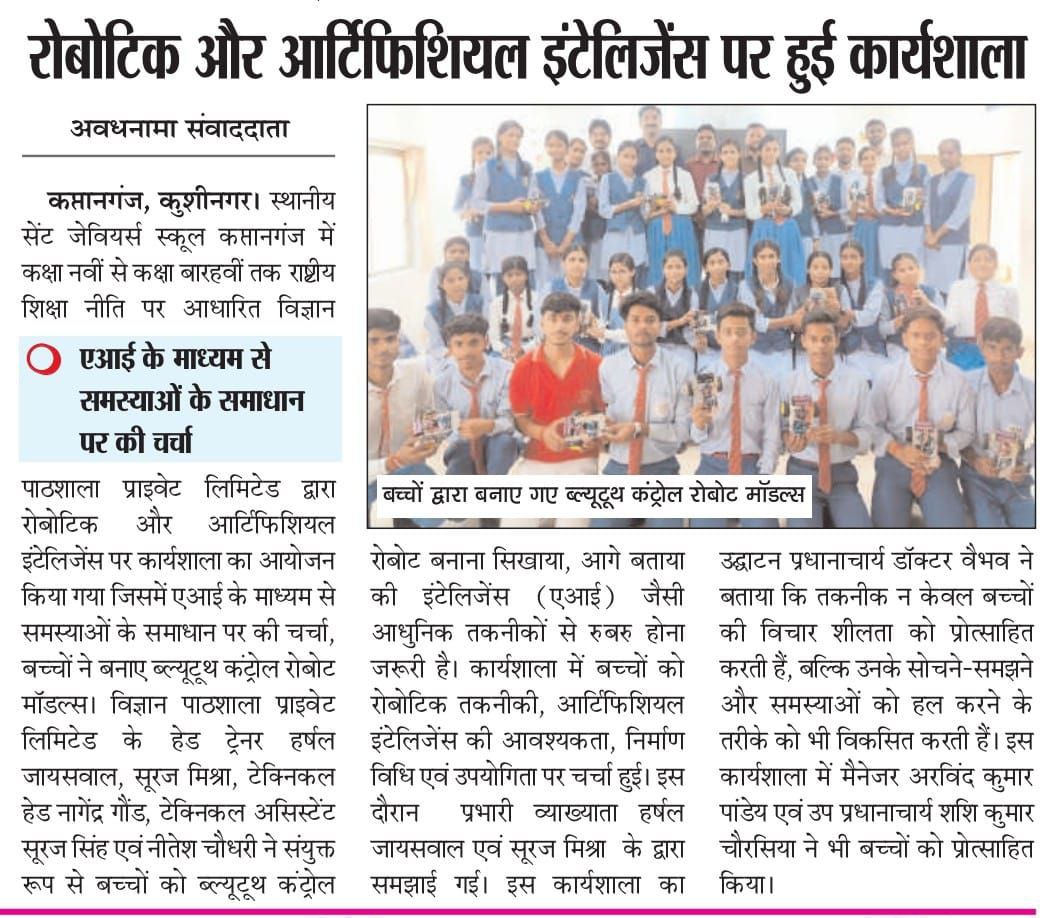 रोबोटिक और आर्टिफिशियल इंटेलिजेंस पर हुई कार्यशाला
अवधनामा संवाददाता
कप्तानगंज, कुशीनगर। स्थानीय
सेंट जेवियर्स स्कूल कप्तानगंज में
कक्षा नवीं से कक्षा बारहवीं तक राष्ट्रीय
शिक्षा नीति पर आधारित विज्ञान
एआई के माध्यम से
समस्याओं के समाधान
पर की चर्चा
पाठशाला प्राइवेट लिमिटेड द्वारा
रोबोटिक और आर्टिफिशियल
इंटेलिजेंस पर कार्यशाला का आयोजन
किया गया जिसमें एआई के माध्यम से
समस्याओं के समाधान पर की चर्चा,
बच्चों ने बनाए ब्ल्यूटूथ कंट्रोल रोबोट
मॉडल्स। विज्ञान पाठशाला प्राइवेट
लिमिटेड के हेड ट्रेनर हर्षल
जायसवाल, सूरज मिश्रा, टेक्निकल
हेड नागेंद्र गौंड, टेक्निकल असिस्टेंट
सूरज सिंह एवं नीतेश चौधरी ने संयुक्त
रूप से बच्चों को ब्ल्यूटूथ कंट्रोल
बच्चों द्वारा बनाए गए ब्ल्यूटूथ कंट्रोल रोबोट मॉडल्स
रोबोट बनाना सिखाया, आगे बताया
की इंटेलिजेंस (एआई) जैसी
आधुनिक तकनीकों से रुबरु होना
जरूरी है। कार्यशाला में बच्चों को
रोबोटिक तकनीकी, आर्टिफिशियल
इंटेलिजेंस की आवश्यकता, निर्माण
विधि एवं उपयोगिता पर चर्चा हुई। इस
दौरान प्रभारी व्याख्याता हर्षल
जायसवाल एवं सूरज मिश्रा के द्वारा
समझाई गई। इस कार्यशाला का
उद्घाटन प्रधानाचार्य डॉक्टर वैभव ने
बताया कि तकनीक न केवल बच्चों
की विचार शीलता को प्रोत्साहित
करती हैं, बल्कि उनके सोचने-समझने
और समस्याओं को हल करने के
तरीके को भी विकसित करती हैं। इस
कार्यशाला में मैनेजर अरविंद कुमार
पांडेय एवं उप प्रधानाचार्य शशि कुमार
चौरसिया ने भी बच्चों को प्रोत्साहित
किया।